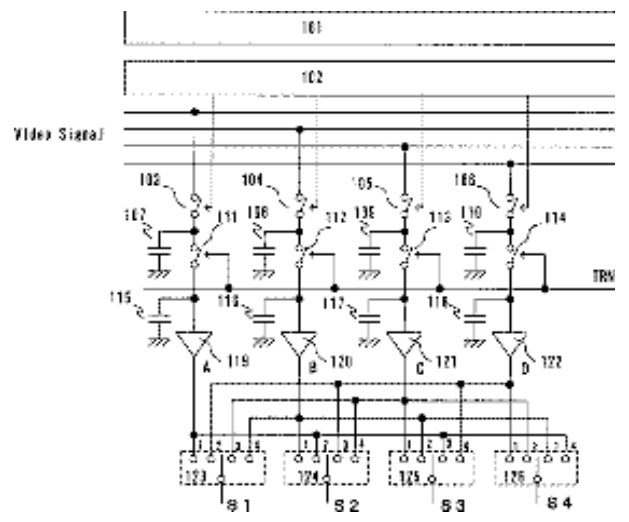 101
102
Video Signal
103 104 105 106
107 111 108 112 109 113 110 114
TRN
115 116 117 118
A 119 B 120 C 121 D 122
1 2 3 4 1 2 3 4 1 2 3 4 1 2 3 4
123 124 125 126
S1 S2 S3 S4